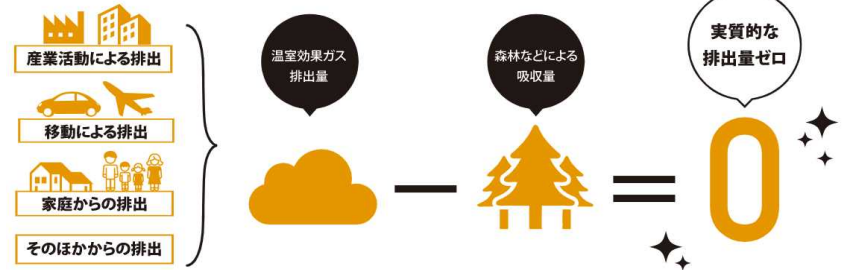 産業活動による排出
移動による排出
家庭からの排出
そのほかからの排出
温室効果ガス
排出量
森林などによる
吸収量
実質的な
排出量ゼロ
0